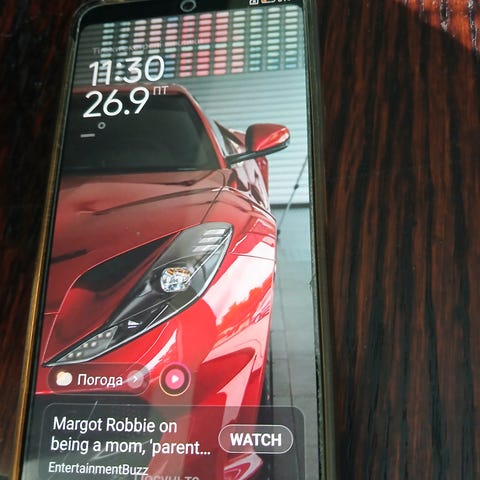 11:30
26.9 ПТ
_°
Погода
Margot Robbie on
being a mom, 'parent...
WATCH
EntertainmentBuzz